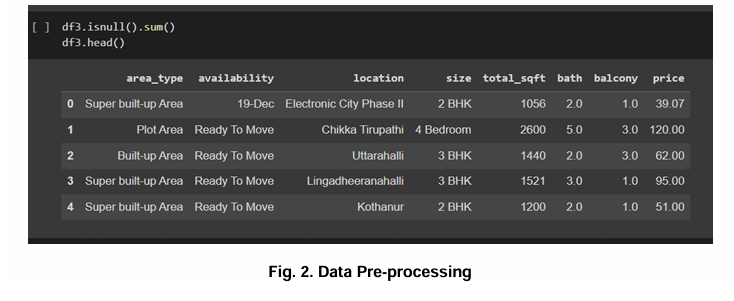 [ ] df3.isnull().sum()
df3.head()
area_type availability location size total_sqft bath balcony price
0 Super built-up Area 19-Dec Electronic City Phase II 2 BHK 1056 2.0 1.0 39.07
1 Plot Area Ready To Move Chikka Tirupathi 4 Bedroom 2600 5.0 3.0 120.00
2 Built-up Area Ready To Move Uttarahalli 3 BHK 1440 2.0 3.0 62.00
3 Super built-up Area Ready To Move Lingadheeranahalli 3 BHK 1521 3.0 1.0 95.00
4 Super built-up Area Ready To Move Kothanur 2 BHK 1200 2.0 1.0 51.00
Fig. 2. Data Pre-processing